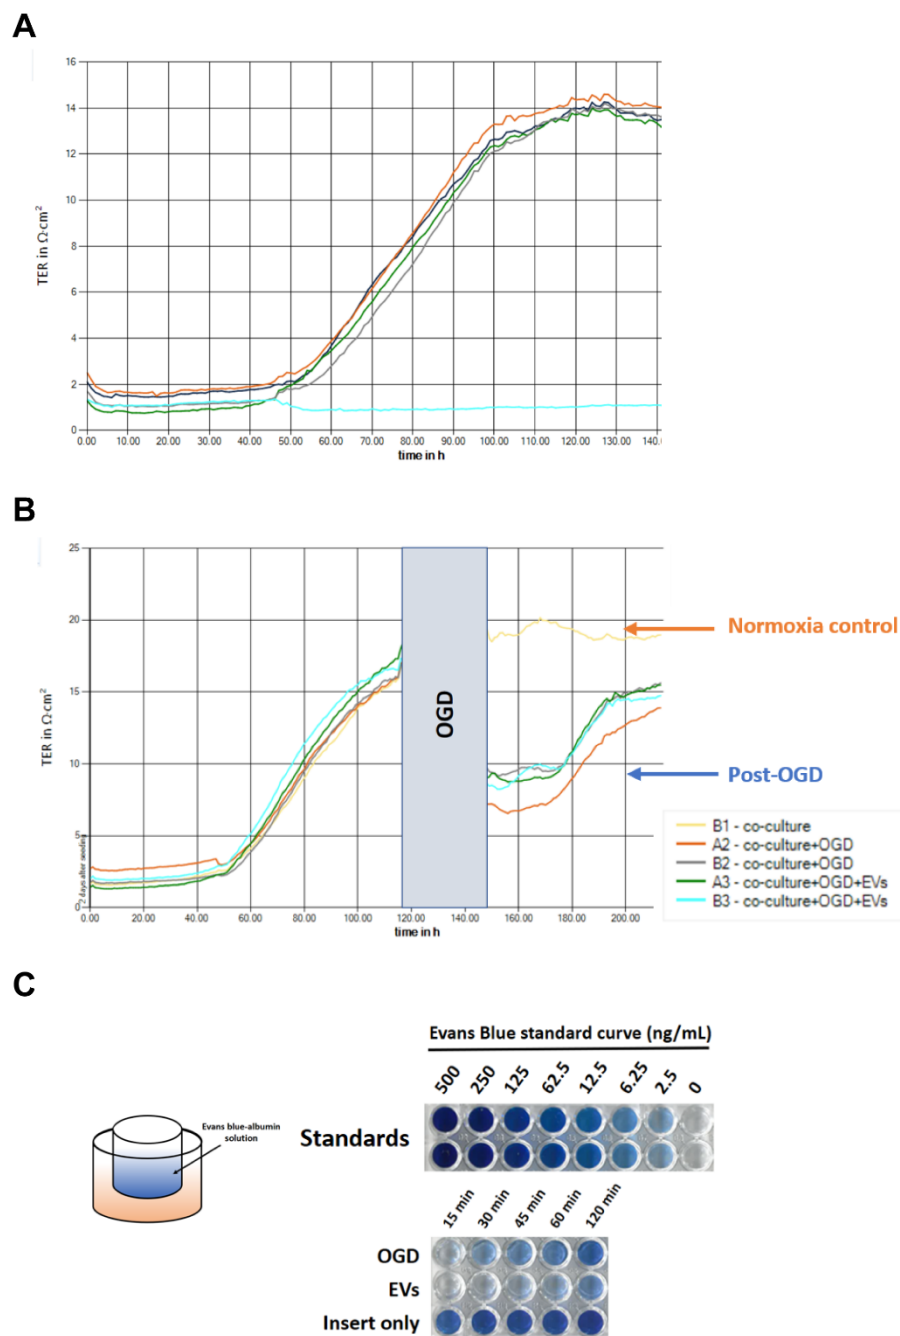 A
16
14
12
10
8
6
4
2
0
TER in Ω·cm²
0.00 10.00 20.00 30.00 40.00 50.00 60.00 70.00 80.00 90.00 100.00 110.00 120.00 130.00 140.(
time in h
B
25
20
15
10
5
0
TER in Ω·cm²
2 days after seeding
OGD
Normoxia control
Post-OGD
0.00 20.00 40.00 60.00 80.00 100.00 120.00 140.00 160.00 180.00 200.00
time in h
B1 - co-culture
A2 - co-culture+OGD
B2 - co-culture+OGD
A3 - co-culture+OGD+EVs
B3 - co-culture+OGD+EVs
C
Evans Blue standard curve (ng/mL)
500 250 125 62.5 12.5 6.25 2.5 0
Evans blue-albumin
solution
Standards
15 min 30 min 45 min 60 min 120 min
OGD
EVs
Insert only